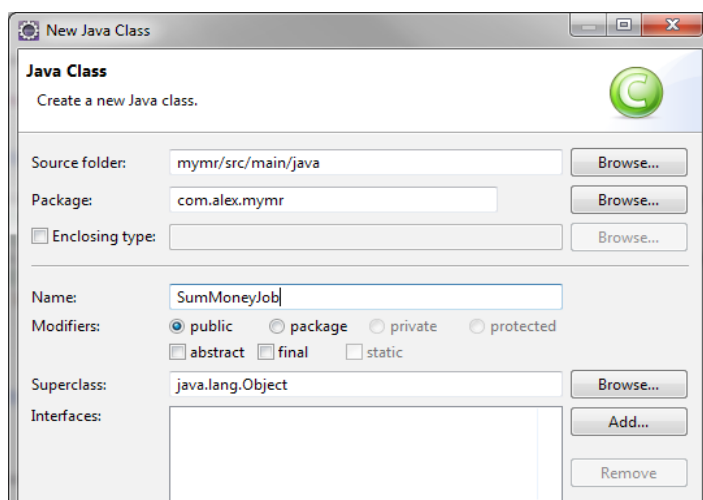 New Java Class
Java Class
Create a new Java class.
C
Source folder: mymr/src/main/java Browse...
Package: com.alex.mymr Browse...
Enclosing type: Browse...
Name: SumMoneyJob
Modifiers: public package private protected
abstract final static
Superclass: java.lang.Object Browse...
Interfaces: Add...
Remove